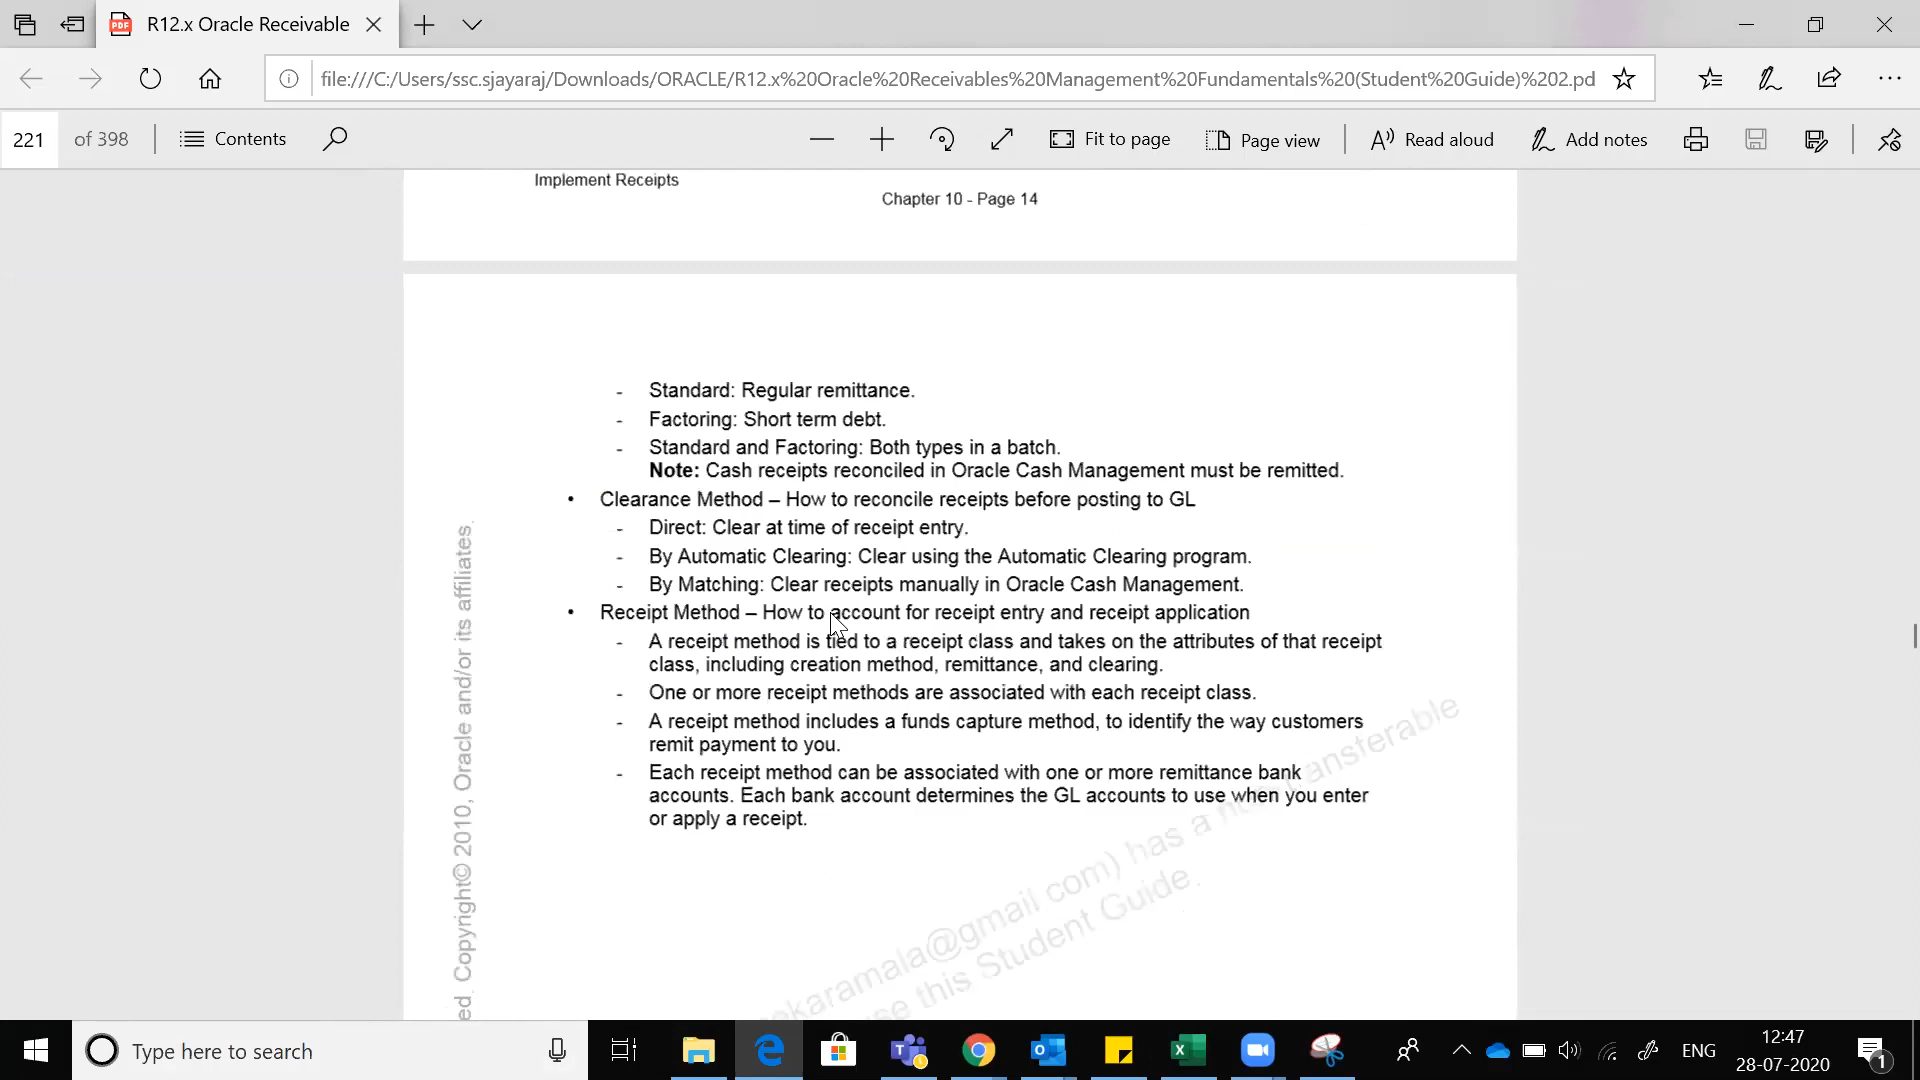 R12.x Oracle Receivable
file:///C:/Users/ssc.sjayaraj/Downloads/ORACLE/R12.x%20Oracle%20Receivables%20Management%20Fundamentals%20(Student%20Guide)%202.pd
221 of 398 Contents Fit to page Page view Read aloud Add notes
Implement Receipts
Chapter 10 - Page 14
- Standard: Regular remittance.
- Factoring: Short term debt.
- Standard and Factoring: Both types in a batch.
Note: Cash receipts reconciled in Oracle Cash Management must be remitted.
• Clearance Method – How to reconcile receipts before posting to GL
- Direct: Clear at time of receipt entry.
- By Automatic Clearing: Clear using the Automatic Clearing program.
- By Matching: Clear receipts manually in Oracle Cash Management.
• Receipt Method – How to account for receipt entry and receipt application
- A receipt method is tied to a receipt class and takes on the attributes of that receipt
class, including creation method, remittance, and clearing.
- One or more receipt methods are associated with each receipt class.
- A receipt method includes a funds capture method, to identify the way customers
remit payment to you.
- Each receipt method can be associated with one or more remittance bank
accounts. Each bank account determines the GL accounts to use when you enter
or apply a receipt.
ed. Copyright© 2010, Oracle and/or its affiliates.
okaramala@gmail com) has a non-transferable
se this Student Guide.
Type here to search
ENG
12:47
28-07-2020
1